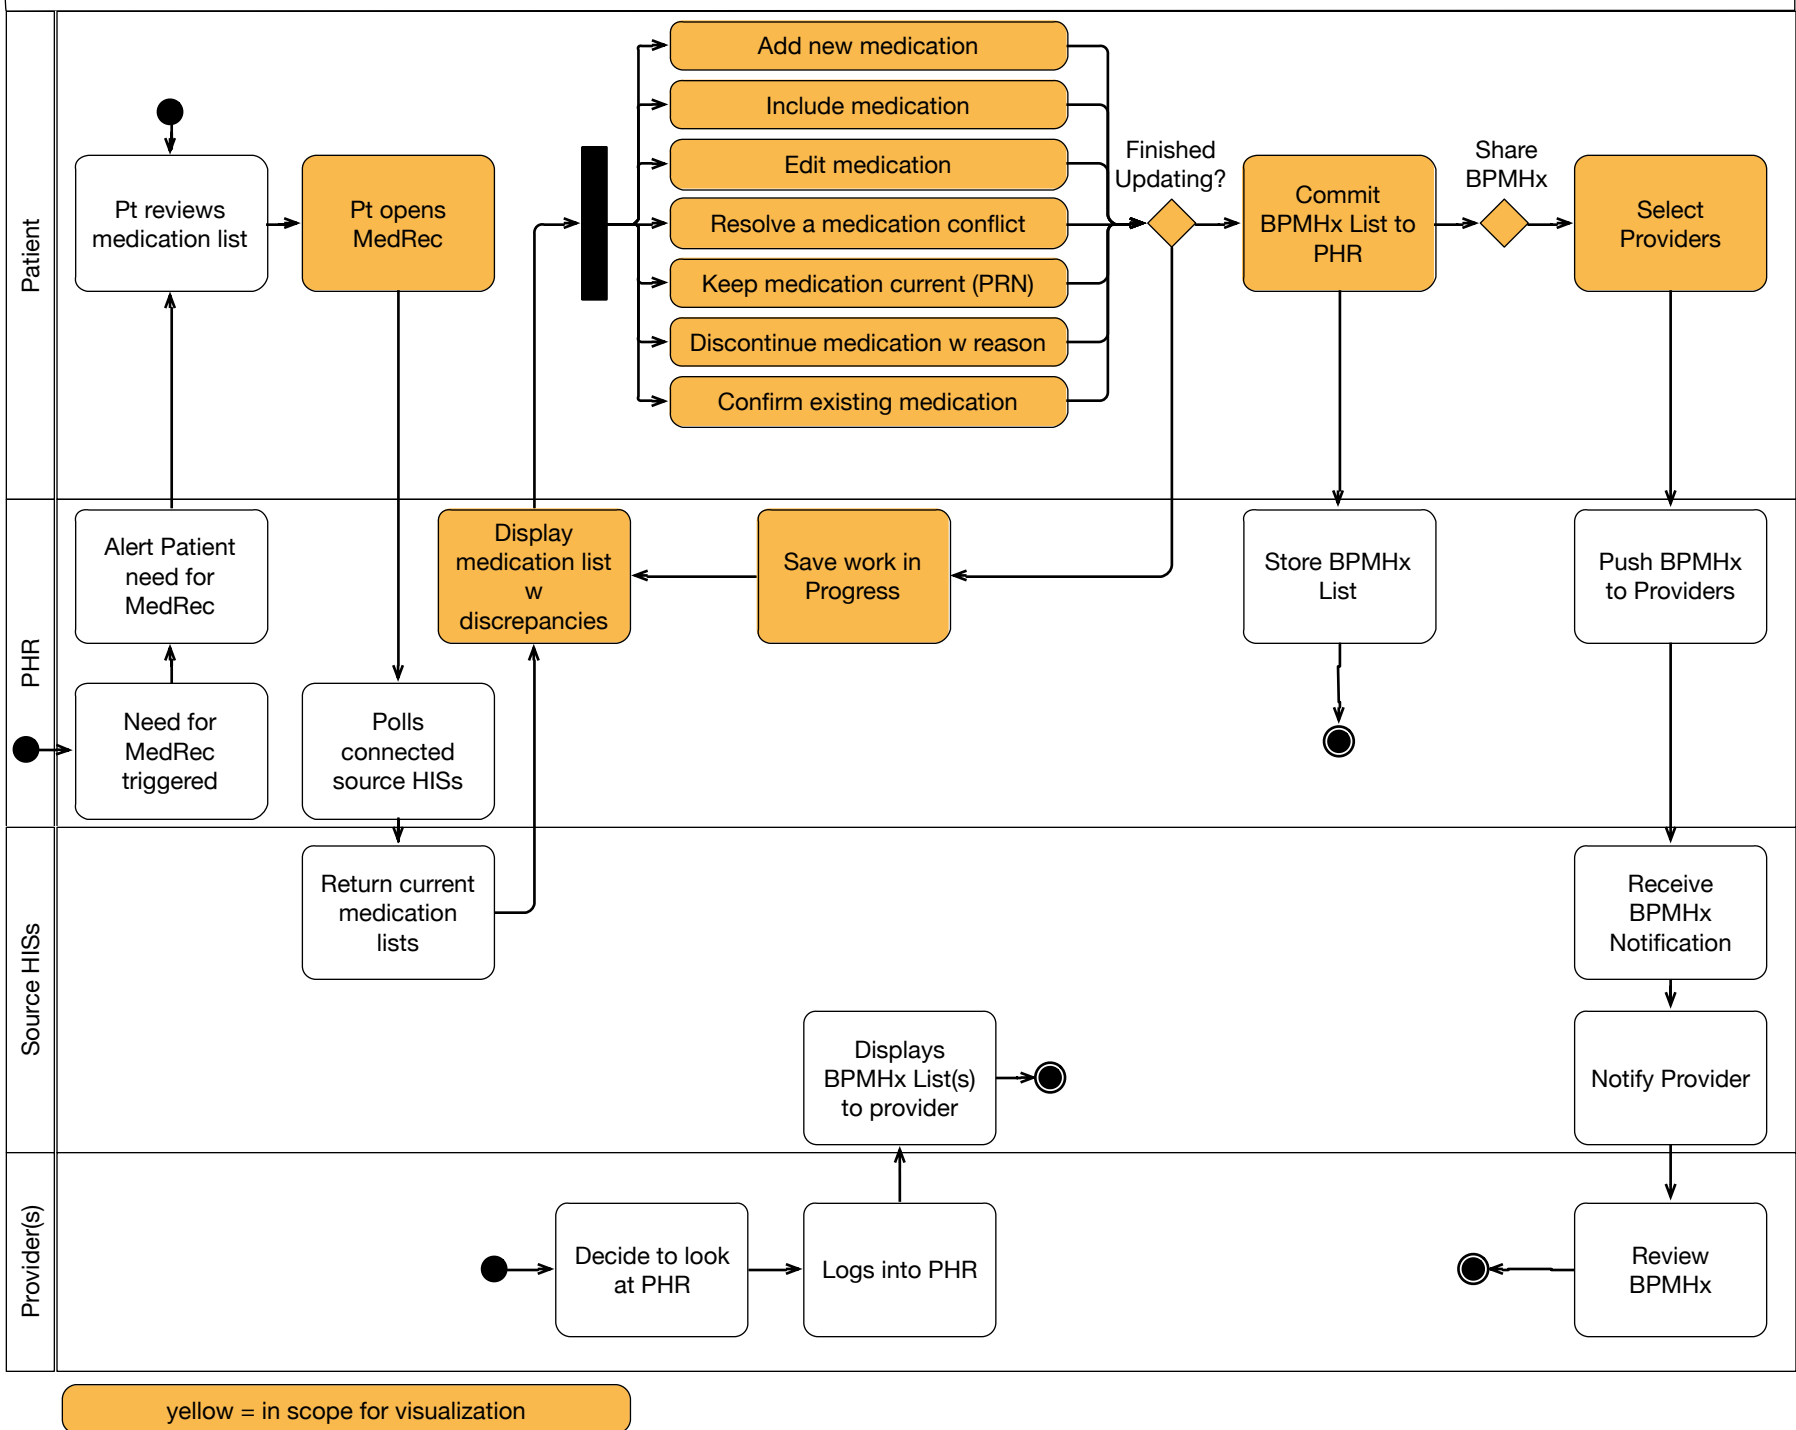 Patient
Pt reviews
medication list
Pt opens
MedRec
Add new medication
Include medication
Edit medication
Resolve a medication conflict
Keep medication current (PRN)
Discontinue medication w reason
Confirm existing medication
Finished
Updating?
Commit
BPMHx List to
PHR
Share
BPMHx
Select
Providers
PHR
Alert Patient
need for
MedRec
Need for
MedRec
triggered
Polls
connected
source HISs
Display
medication list
w
discrepancies
Save work in
Progress
Store BPMHx
List
Push BPMHx
to Providers
Source HISs
Return current
medication
lists
Displays
BPMHx List(s)
to provider
Receive
BPMHx
Notification
Notify Provider
Provider(s)
Decide to look
at PHR
Logs into PHR
Review
BPMHx
yellow = in scope for visualization